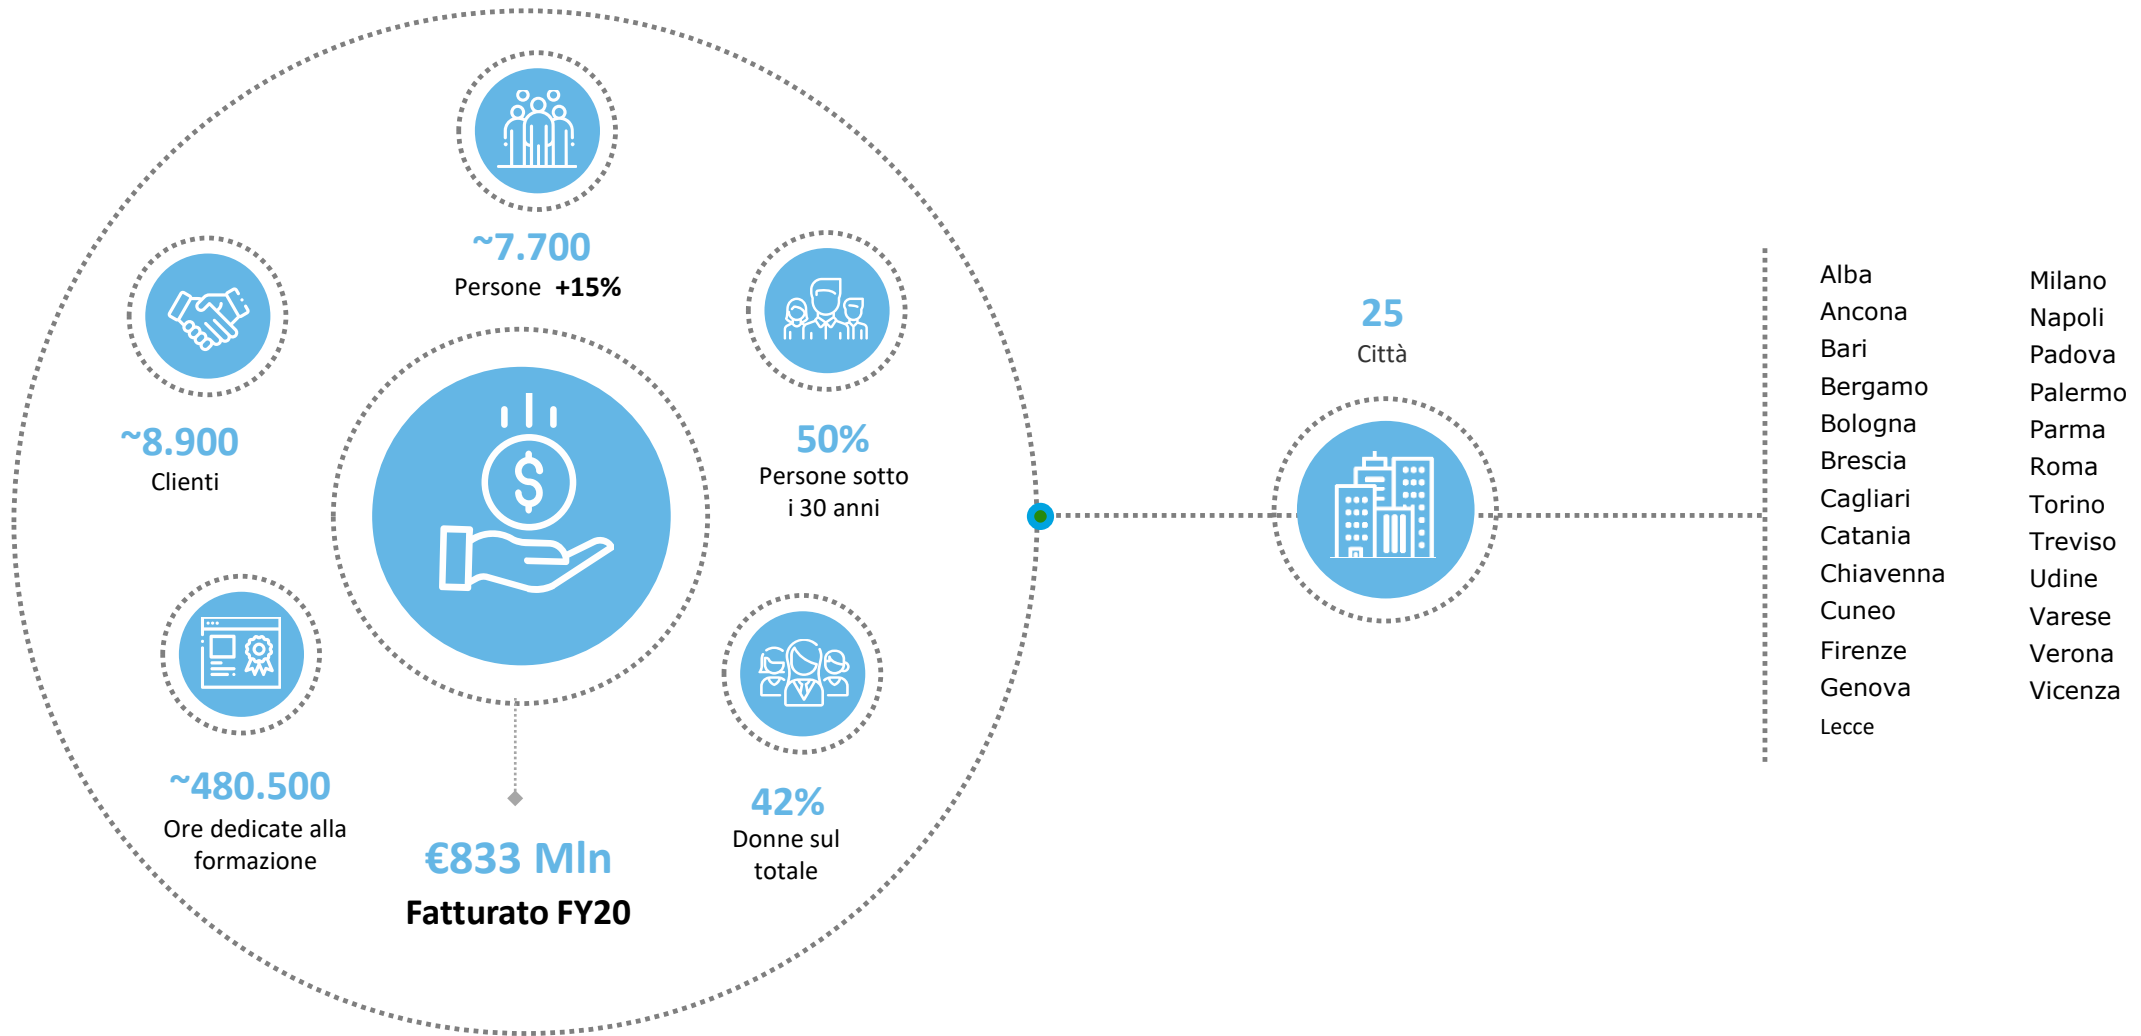 ~7.700
Persone +15%
~8.900
Clienti
50%
Persone sotto
i 30 anni
~480.500
Ore dedicate alla
formazione
42%
Donne sul
totale
€833 Mln
Fatturato FY20
25
Città
Alba
Ancona
Bari
Bergamo
Bologna
Brescia
Cagliari
Catania
Chiavenna
Cuneo
Firenze
Genova
Lecce
Milano
Napoli
Padova
Palermo
Parma
Roma
Torino
Treviso
Udine
Varese
Verona
Vicenza